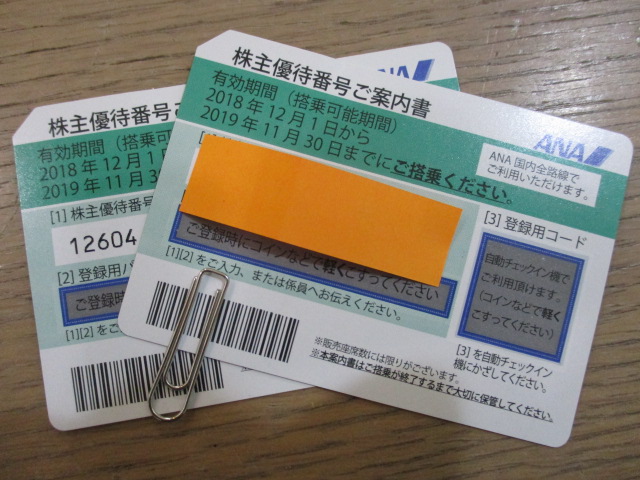 株主優待番号ご案内書
有効期間（搭乗可能期間）
2018年12月1日から
2019年11月30日までにご搭乗ください。
ANA
ANA国内全路線で
ご利用いただけます。
ご登録時にコインなどで軽くこすってください
[1][2]をご入力、または係員へお伝えください。
[3] 登録用コード
自動チェックイン機で
ご利用頂けます。
（コインなどで軽く
こすってください）
[3]を自動チェックイン
機にかざしてください。
※販売座席数には限りがございます。
※本案内書はご搭乗が終了するまで大切に保管してください。
株主優待番号
ANA
有効期間（搭乗
2018年12月1日
2019年11月30
[1] 株主優待番号
12604
[2] 登録用
ご登録時
[1][2]をご